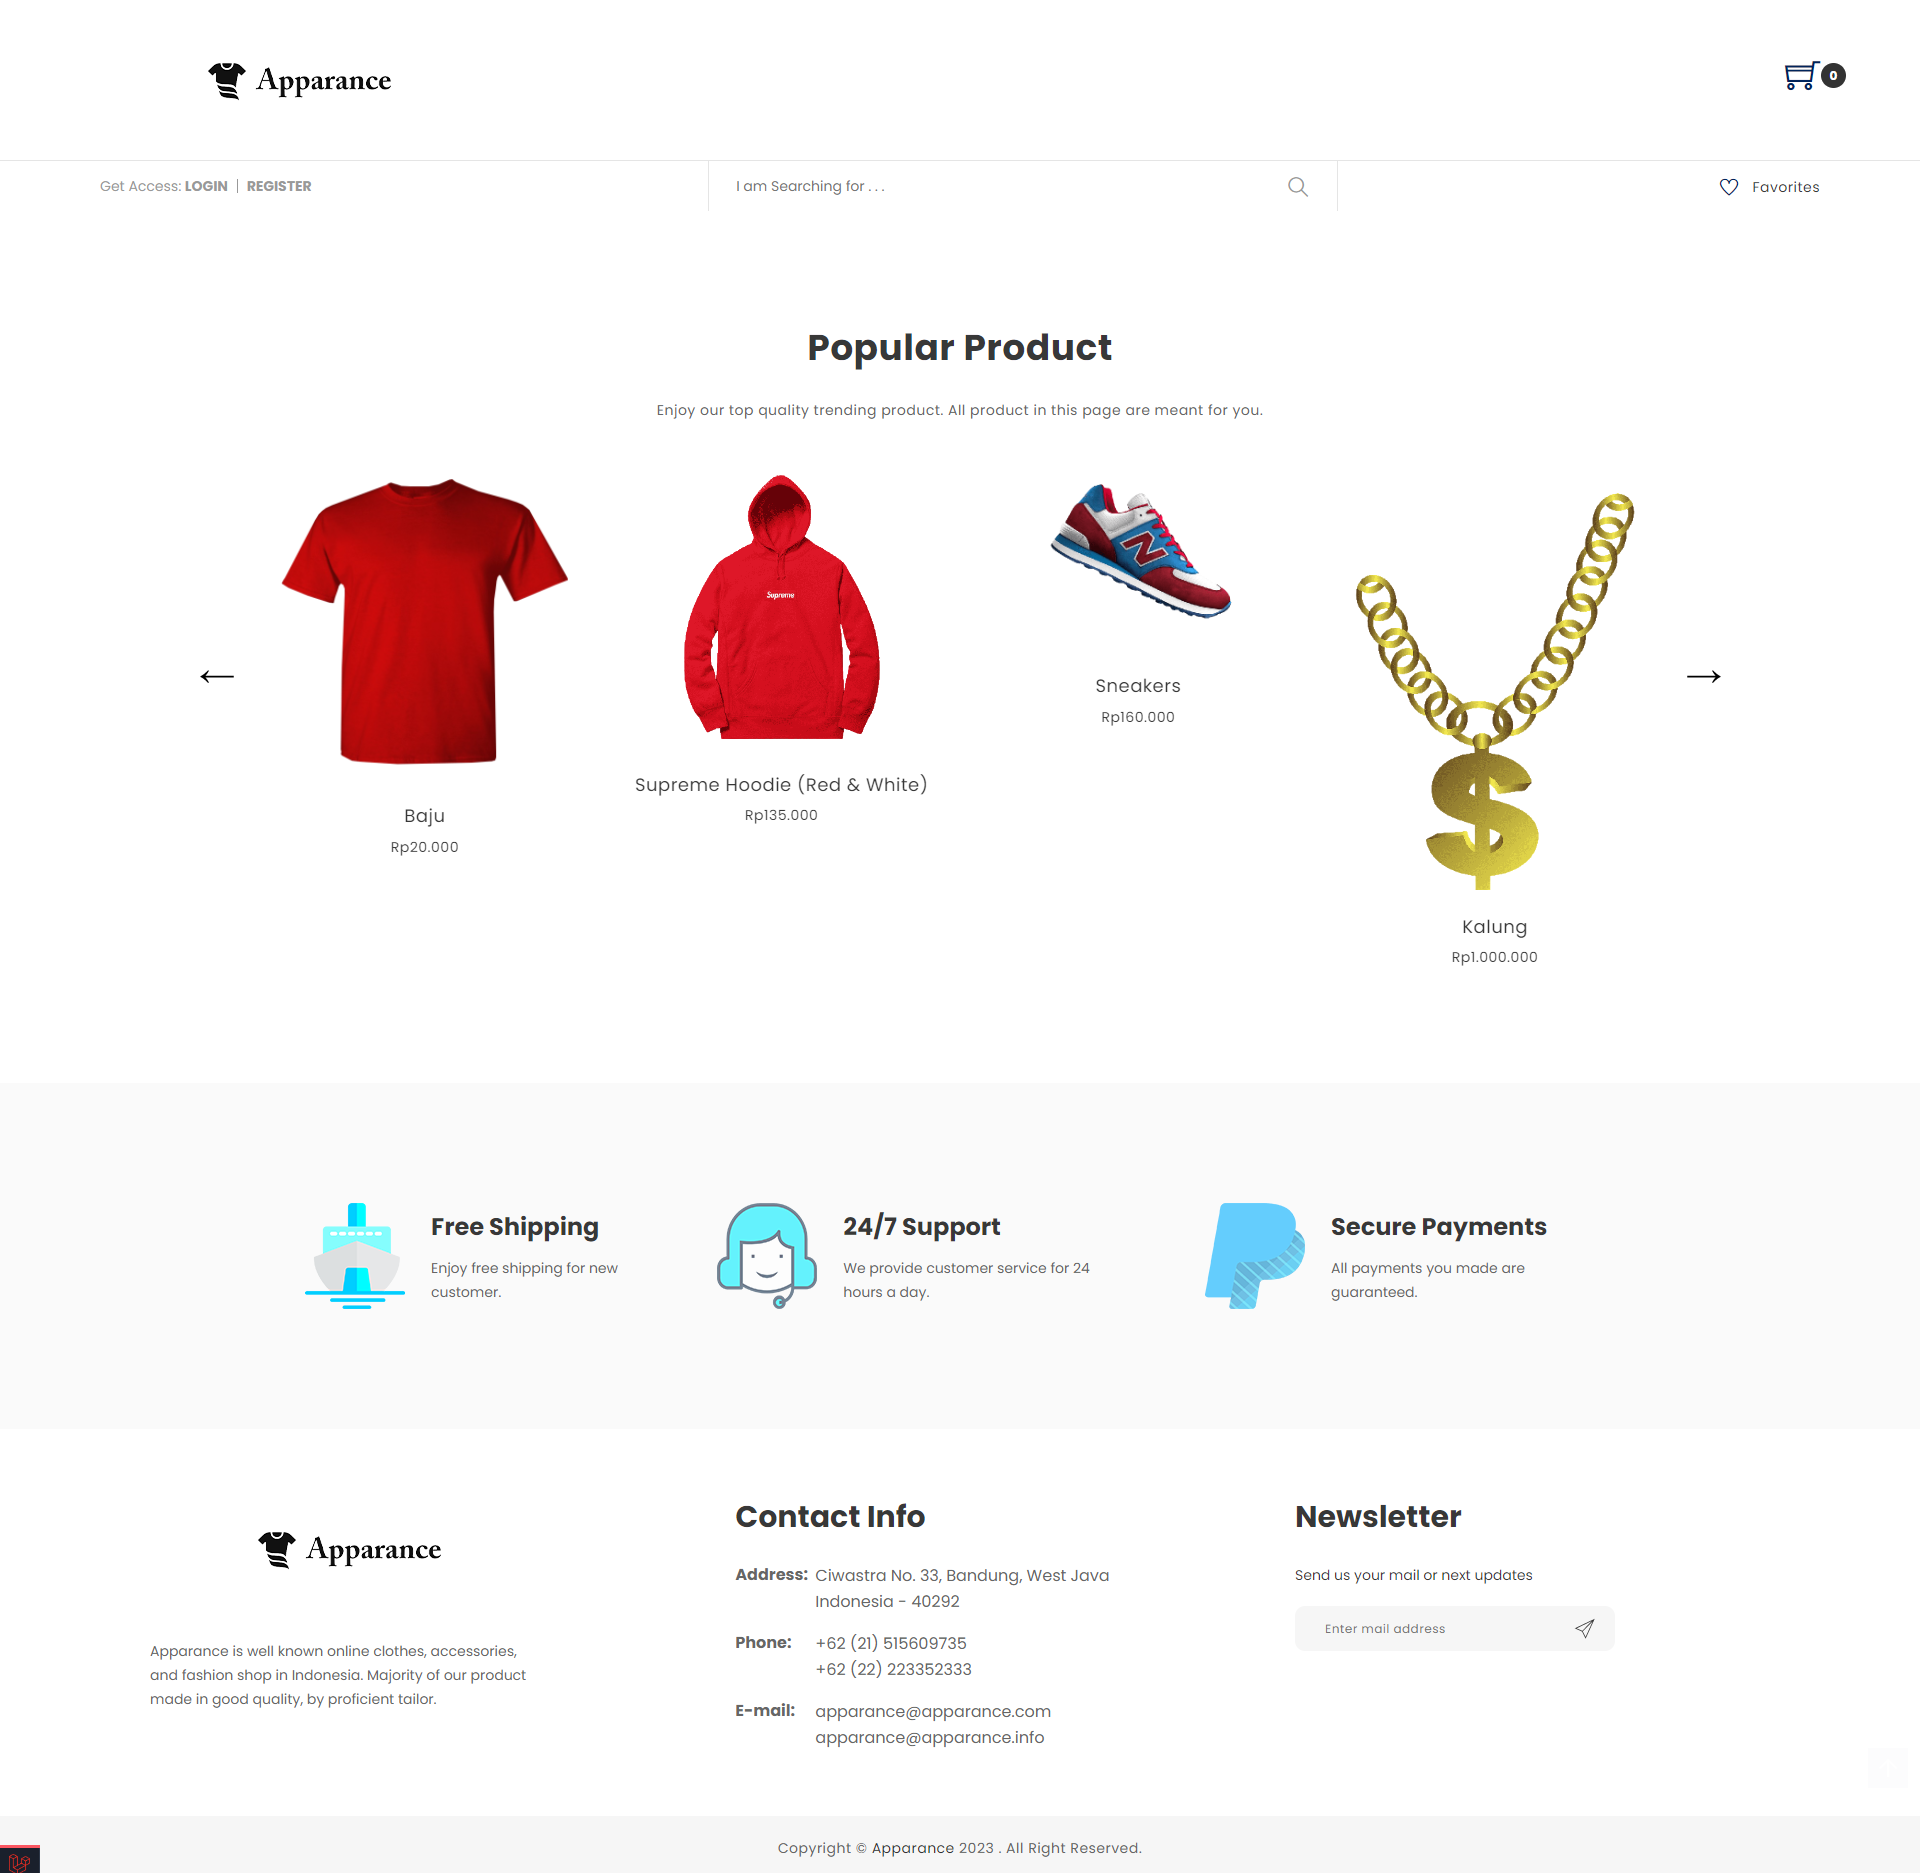 Apparance
0
Get Access: LOGIN | REGISTER
I am Searching for . . .
Favorites
Popular Product
Enjoy our top quality trending product. All product in this page are meant for you.
Supreme
N
Baju
Rp20.000
Supreme Hoodie (Red & White)
Rp135.000
Sneakers
Rp160.000
$
Kalung
Rp1.000.000
Free Shipping
Enjoy free shipping for new
customer.
24/7 Support
We provide customer service for 24
hours a day.
Secure Payments
All payments you made are
guaranteed.
Apparance
Apparance is well known online clothes, accessories,
and fashion shop in Indonesia. Majority of our product
made in good quality, by proficient tailor.
Contact Info
Address: Ciwastra No. 33, Bandung, West Java
Indonesia - 40292
Phone: +62 (21) 515609735
+62 (22) 223352333
E-mail: apparance@apparance.com
apparance@apparance.info
Newsletter
Send us your mail or next updates
Enter mail address
Copyright © Apparance 2023 . All Right Reserved.